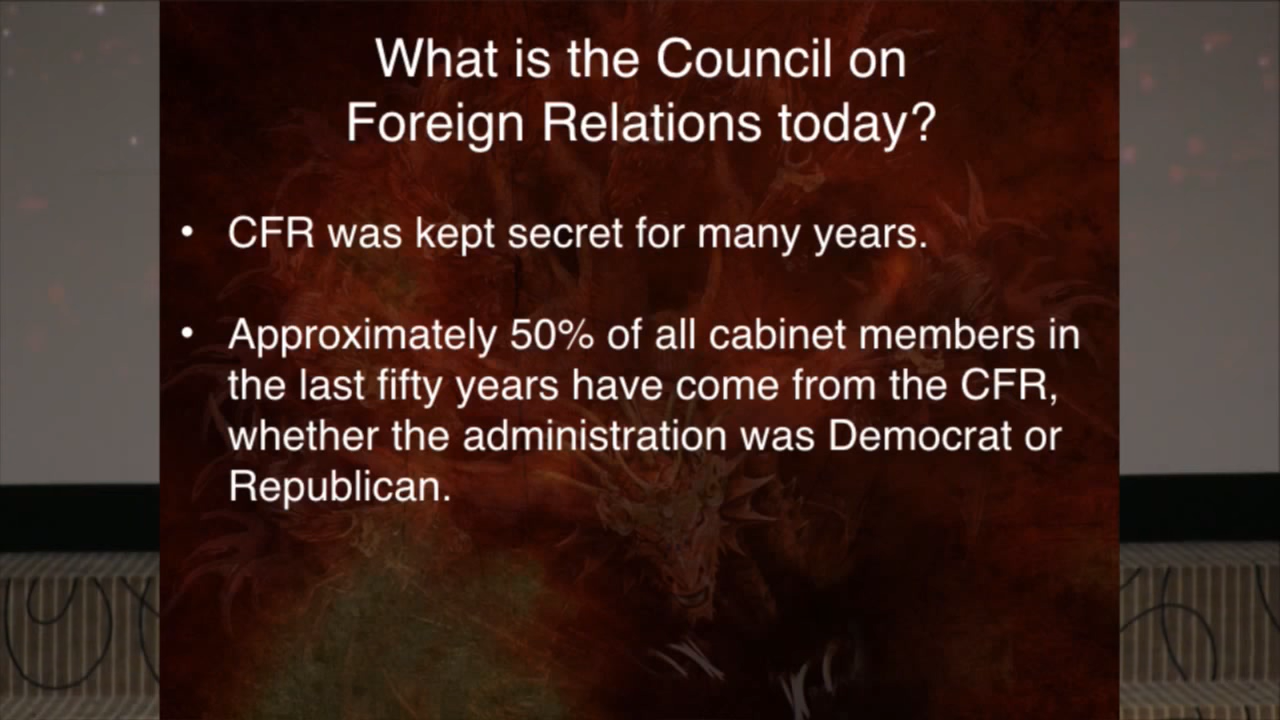 What is the Council on
Foreign Relations today?
• CFR was kept secret for many years.
• Approximately 50% of all cabinet members in
the last fifty years have come from the CFR,
whether the administration was Democrat or
Republican.